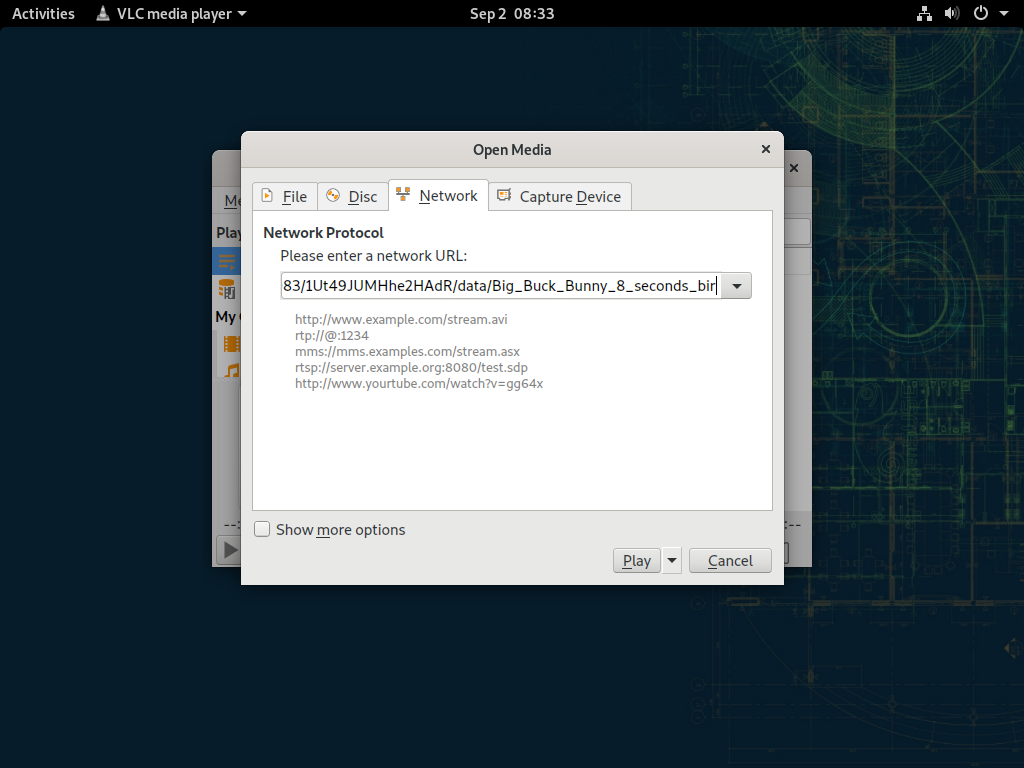 Activities VLC media player Sep 2 08:33
Open Media
File Disc Network Capture Device
Network Protocol
Please enter a network URL:
83/1Ut49JUMHhe2HAdR/data/Big_Buck_Bunny_8_seconds_bir
http://www.example.com/stream.avi
rtp://@:1234
mms://mms.examples.com/stream.asx
rtsp://server.example.org:8080/test.sdp
http://www.yourtube.com/watch?v=gg64x
Show more options
Play Cancel
Me
Play
My
--:
:--